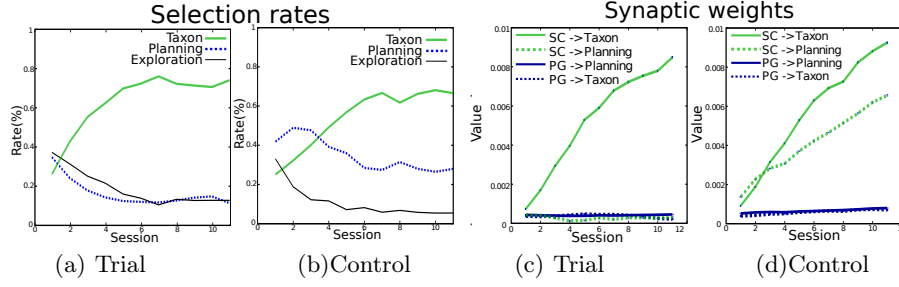 Selection rates
Synaptic weights
1
0.8
0.6
0.4
0.2
0
Rate(%)
Taxon
Planning
Exploration
0 2 4 6 8 10
Session
(a) Trial
1
0.8
0.6
0.4
0.2
0
Rate(%)
Taxon
Planning
Exploration
0 2 4 6 8 10
Session
(b)Control
0.01
0.008
0.006
0.004
0.002
0
Value
SC ->Taxon
SC ->Planning
PG ->Planning
PG ->Taxon
0 2 4 6 8 10 12
Session
(c) Trial
0.01
0.008
0.006
0.004
0.002
0
Value
SC ->Taxon
SC ->Planning
PG ->Planning
PG ->Taxon
0 2 4 6 8 10
Session
(d)Control